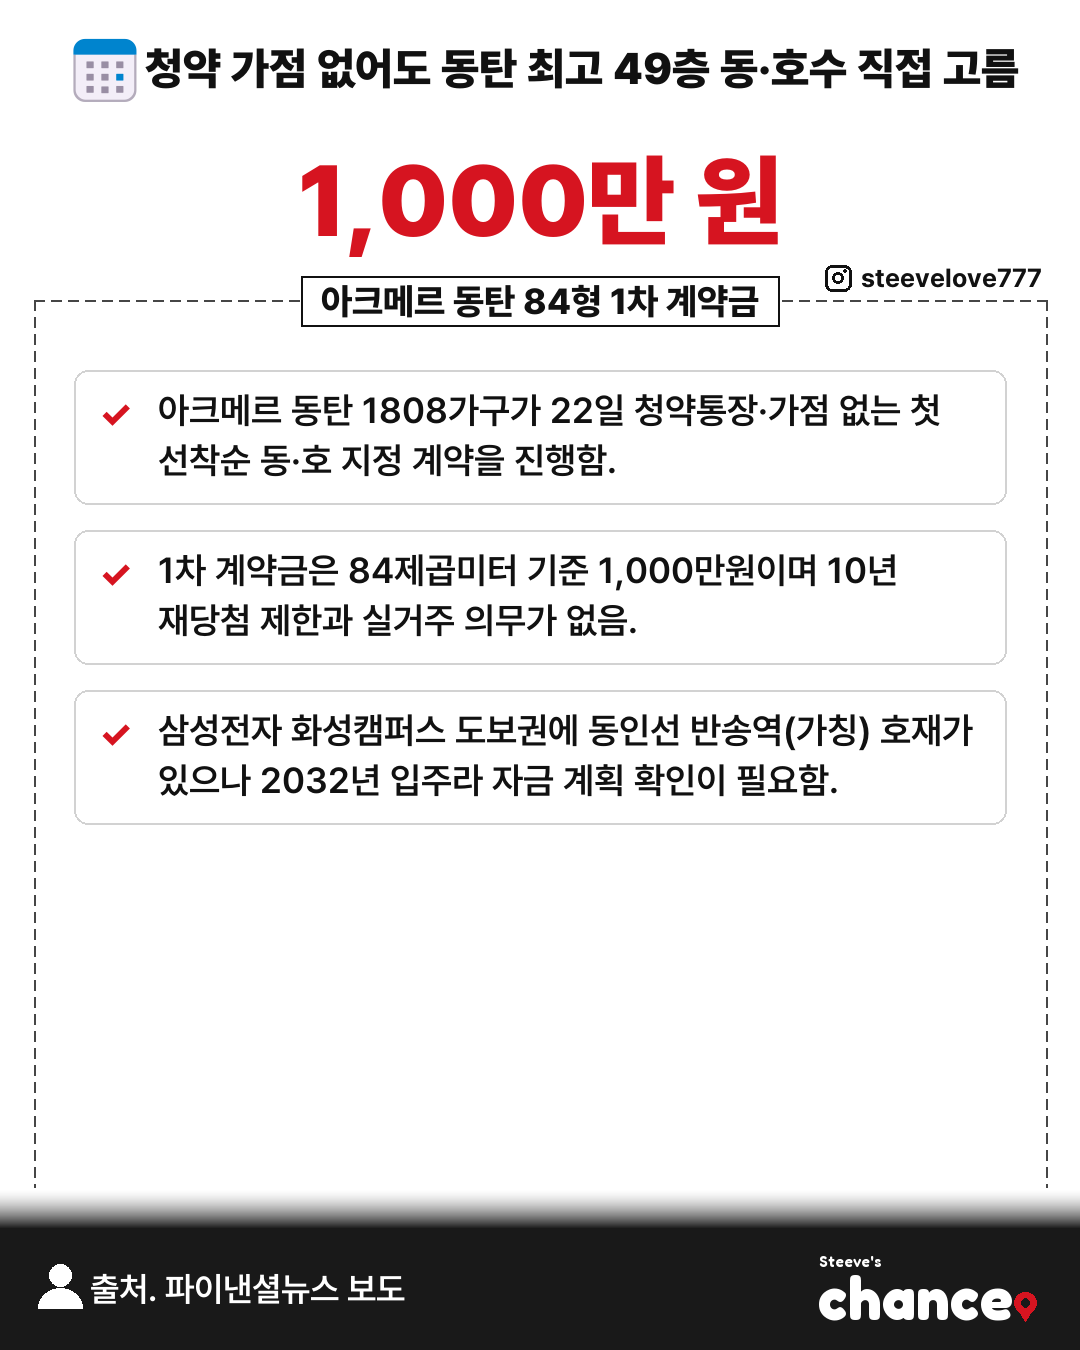 청약 가점 없어도 동탄 최고 49층 동·호수 직접 고름
1,000만 원
steevelove777
아크메르 동탄 84형 1차 계약금
아크메르 동탄 1808가구가 22일 청약통장·가점 없는 첫
선착순 동·호 지정 계약을 진행함.
1차 계약금은 84제곱미터 기준 1,000만원이며 10년
재당첨 제한과 실거주 의무가 없음.
삼성전자 화성캠퍼스 도보권에 동인선 반송역(가칭) 호재가
있으나 2032년 입주라 자금 계획 확인이 필요함.
출처. 파이낸셜뉴스 보도
Steeve's
chance